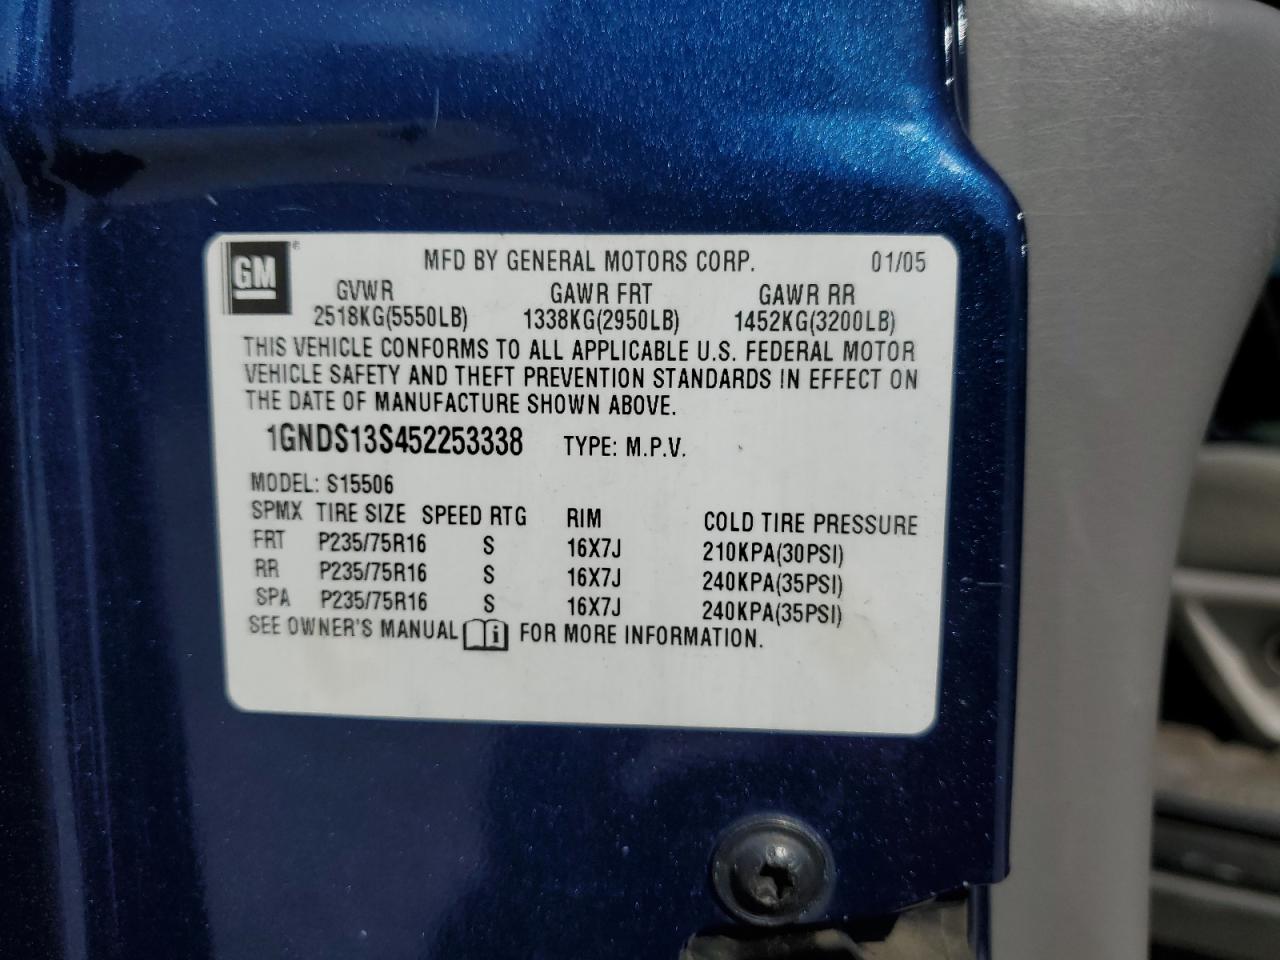 GM ® MFD BY GENERAL MOTORS CORP. 01/05
GVWR GAWR FRT GAWR RR
2518KG(5550LB) 1338KG(2950LB) 1452KG(3200LB)
THIS VEHICLE CONFORMS TO ALL APPLICABLE U.S. FEDERAL MOTOR
VEHICLE SAFETY AND THEFT PREVENTION STANDARDS IN EFFECT ON
THE DATE OF MANUFACTURE SHOWN ABOVE.
1GNDS13S452253338 TYPE: M.P.V.
MODEL: S15506
SPMX TIRE SIZE SPEED RTG RIM COLD TIRE PRESSURE
FRT P235/75R16 S 16X7J 210KPA(30PSI)
RR P235/75R16 S 16X7J 240KPA(35PSI)
SPA P235/75R16 S 16X7J 240KPA(35PSI)
SEE OWNER'S MANUAL i FOR MORE INFORMATION.